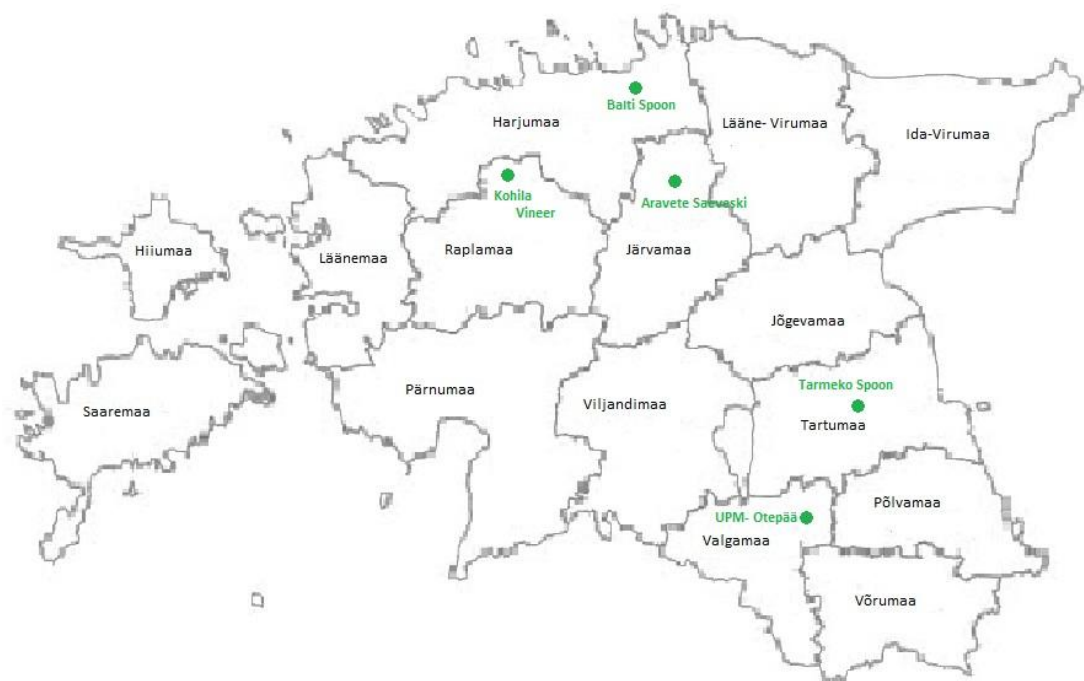 Balti Spoon
Harjumaa
Lääne- Virumaa
Ida-Virumaa
Kohila
Vineer
Aravete Saeveski
Hiiumaa
Läänemaa
Raplamaa
Järvamaa
Jõgevamaa
Pärnumaa
Viljandimaa
Tarmeko Spoon
Saaremaa
Tartumaa
Põlvamaa
UPM- Otepää
Valgamaa
Võrumaa